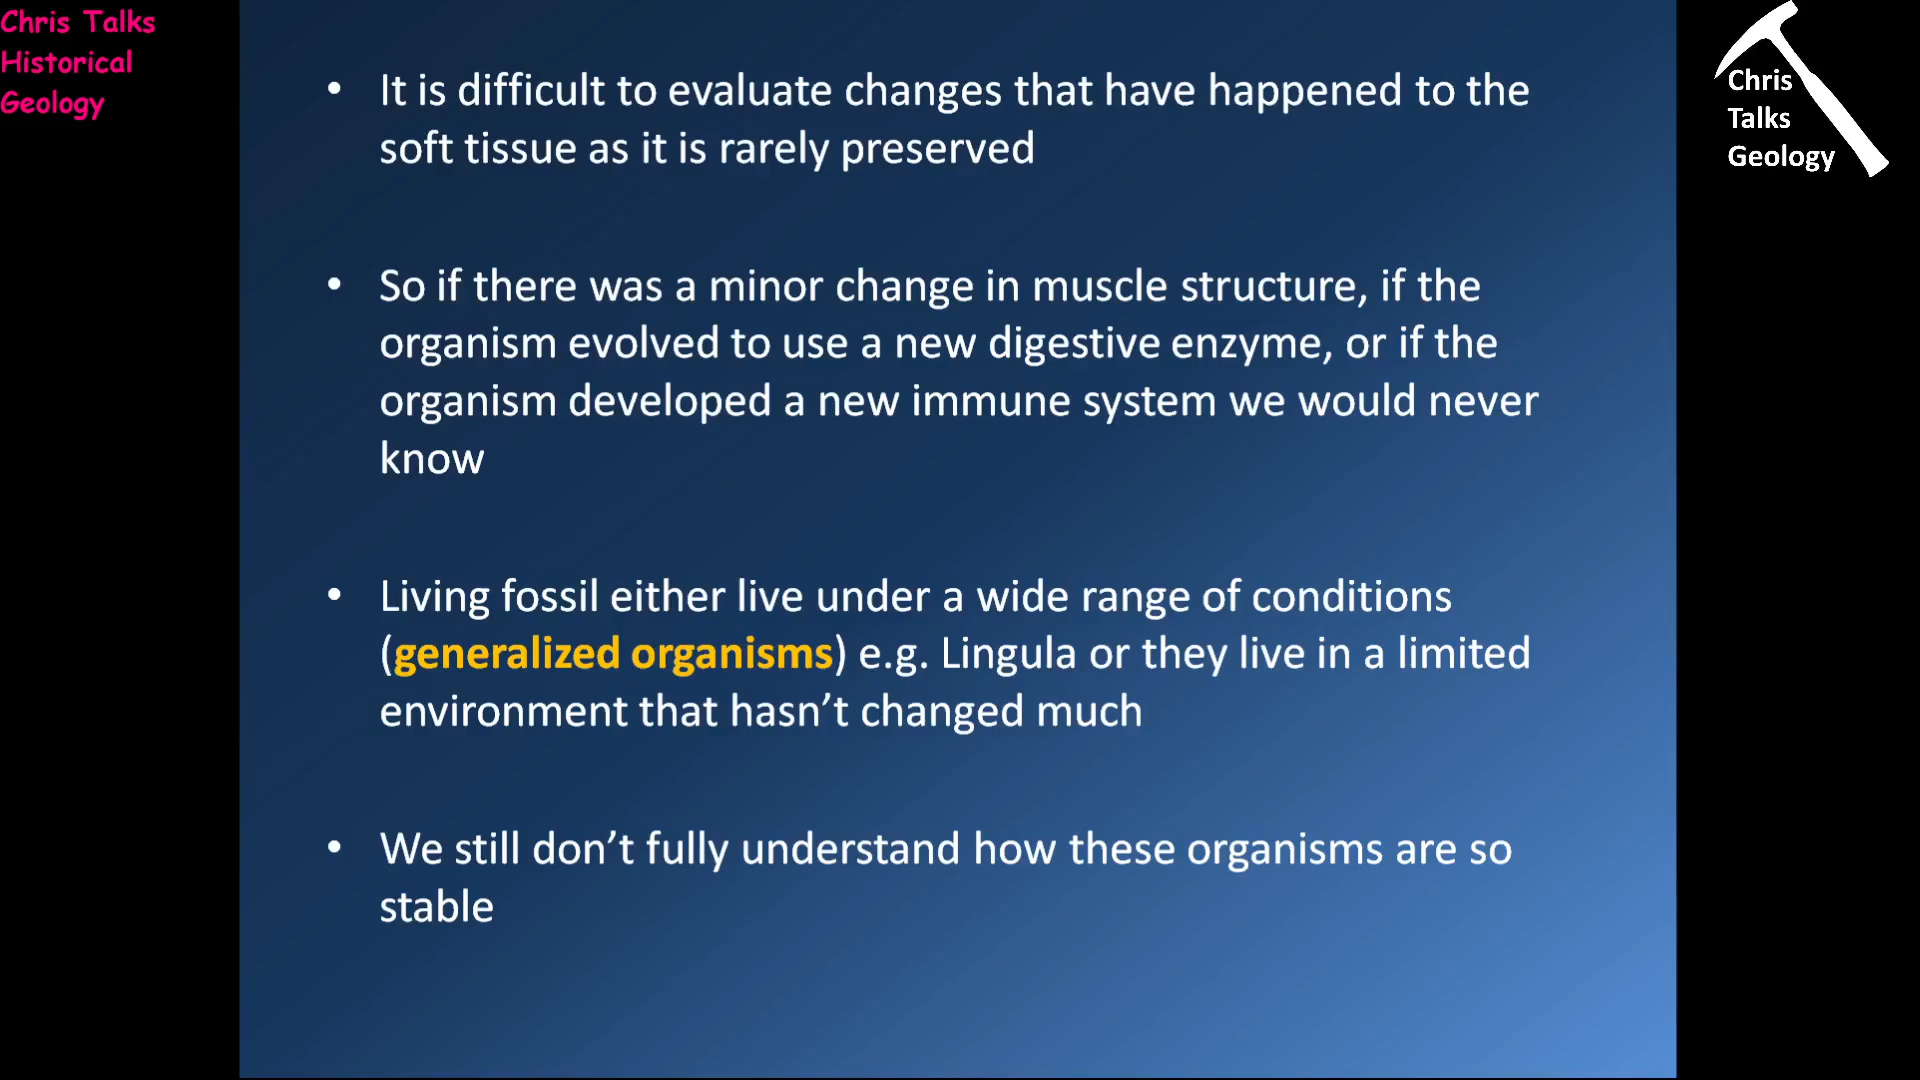 Chris Talks
Historical
Geology
Chris
Talks
Geology
• It is difficult to evaluate changes that have happened to the
soft tissue as it is rarely preserved
• So if there was a minor change in muscle structure, if the
organism evolved to use a new digestive enzyme, or if the
organism developed a new immune system we would never
know
• Living fossil either live under a wide range of conditions
(generalized organisms) e.g. Lingula or they live in a limited
environment that hasn’t changed much
• We still don’t fully understand how these organisms are so
stable